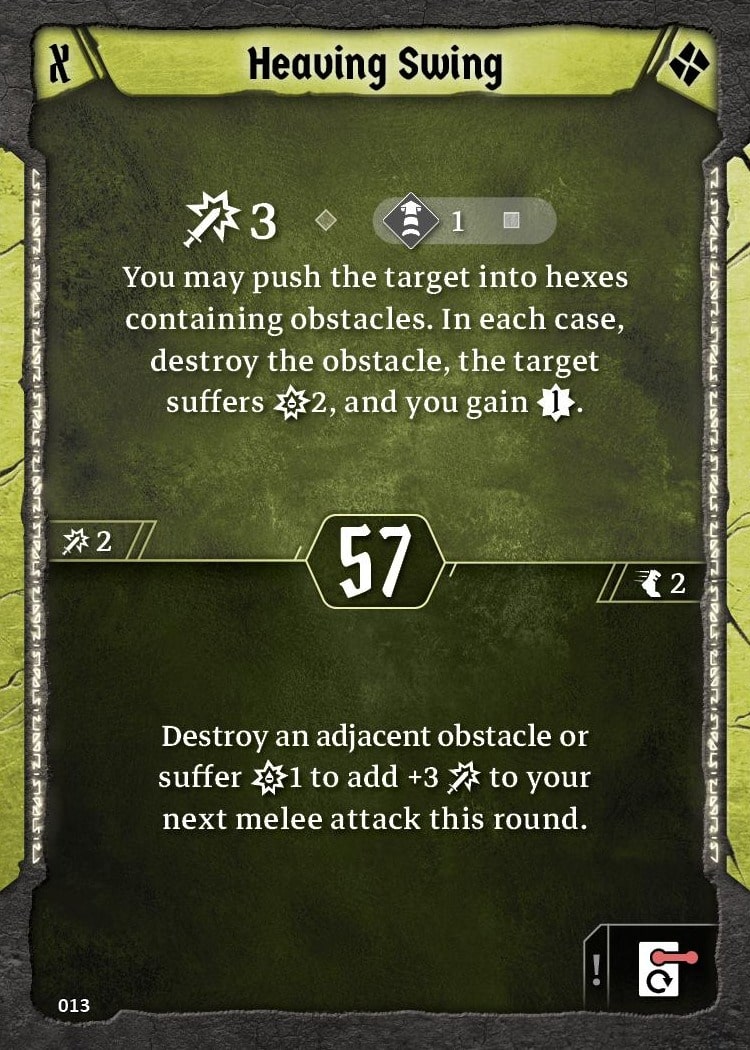 א Heaving Swing
3 1
You may push the target into hexes
containing obstacles. In each case,
destroy the obstacle, the target
suffers 2, and you gain 1.
2
57
2
Destroy an adjacent obstacle or
suffer 1 to add +3 to your
next melee attack this round.
!
013